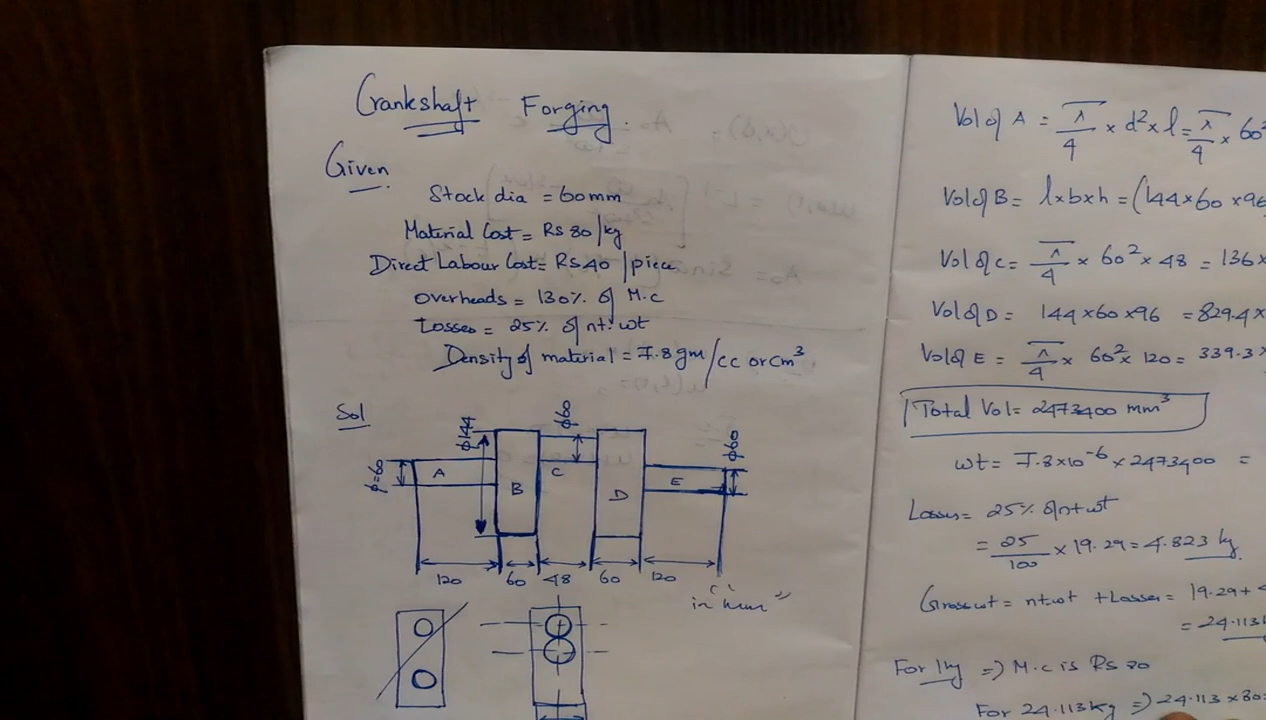 Crankshaft Forging.
Given
Stock dia = 60mm
Material Cost = Rs 80/kg
Direct Labour Cost = Rs 40 /piece
Overheads = 130% of M.C
Losses = 25% of nt. wt
Density of material = 7.8 gm/cc or cm³
Sol
ϕ=60
ϕ144
ϕ60
ϕ60
A
B
C
D
E
120
60
48
60
120
"in mm"
Vol of A = π/4 × d² × l = π/4 × 60²
Vol of B = l×b×h = (144×60×96
Vol of C = π/4 × 60² × 48 = 136×
Vol of D = 144×60×96 = 829.4×
Vol of E = π/4 × 60² × 120 = 339.3×
Total Vol = 2473400 mm³
wt = 7.8×10⁻⁶ × 2473400 =
Losses = 25% of nt wt
= 25/100 × 19.29 = 4.823 kg
Gross wt = nt wt + Losses = 19.29 +
= 24.113
For 1kg => M.C is Rs 80
For 24.113kg => 24.113×80